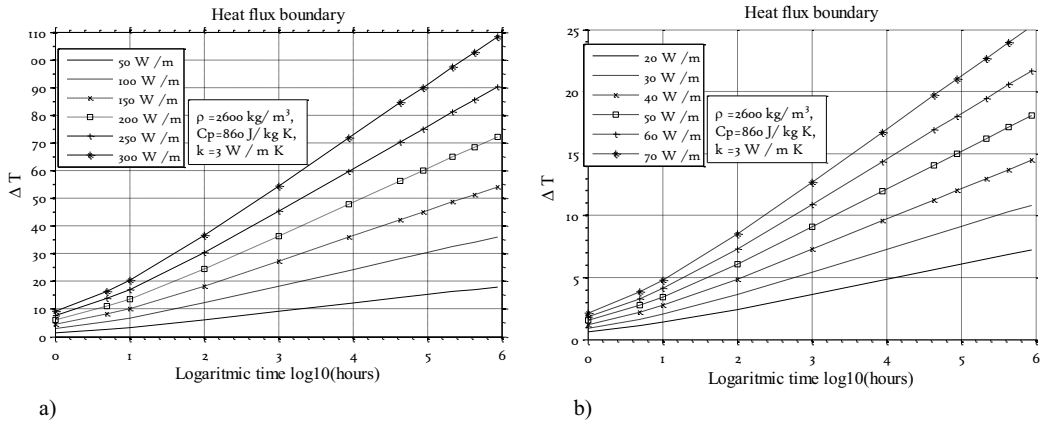 Heat flux boundary
110
100
90
80
70
60
50
40
30
20
10
0
Δ T
50 W /m
100 W /m
150 W /m
200 W /m
250 W /m
300 W /m
ρ =2600 kg/ m³,
Cp=860 J/ kg K,
k =3 W / m K
0 1 2 3 4 5 6
Logaritmic time log10(hours)
a)
Heat flux boundary
25
20
15
10
5
0
Δ T
20 W /m
30 W /m
40 W /m
50 W /m
60 W /m
70 W /m
ρ =2600 kg/ m³,
Cp=860 J/ kg K,
k =3 W / m K
0 1 2 3 4 5 6
Logaritmic time log10(hours)
b)